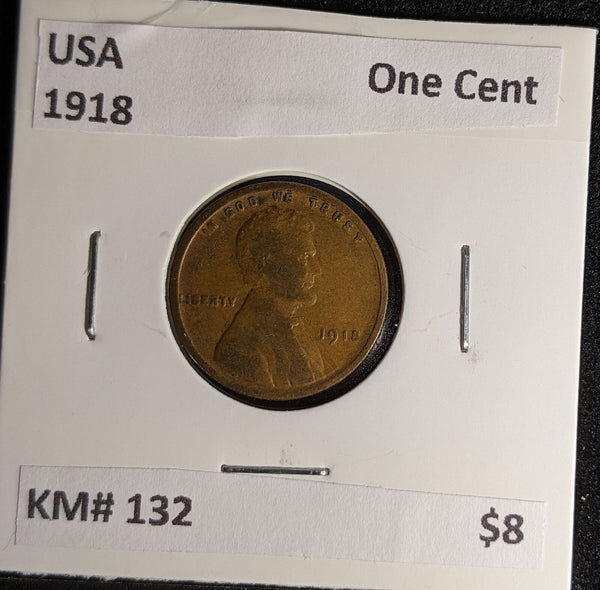 USA
One Cent
1918
IN GOD WE TRUST
LIBERTY
1918
KM# 132
$8